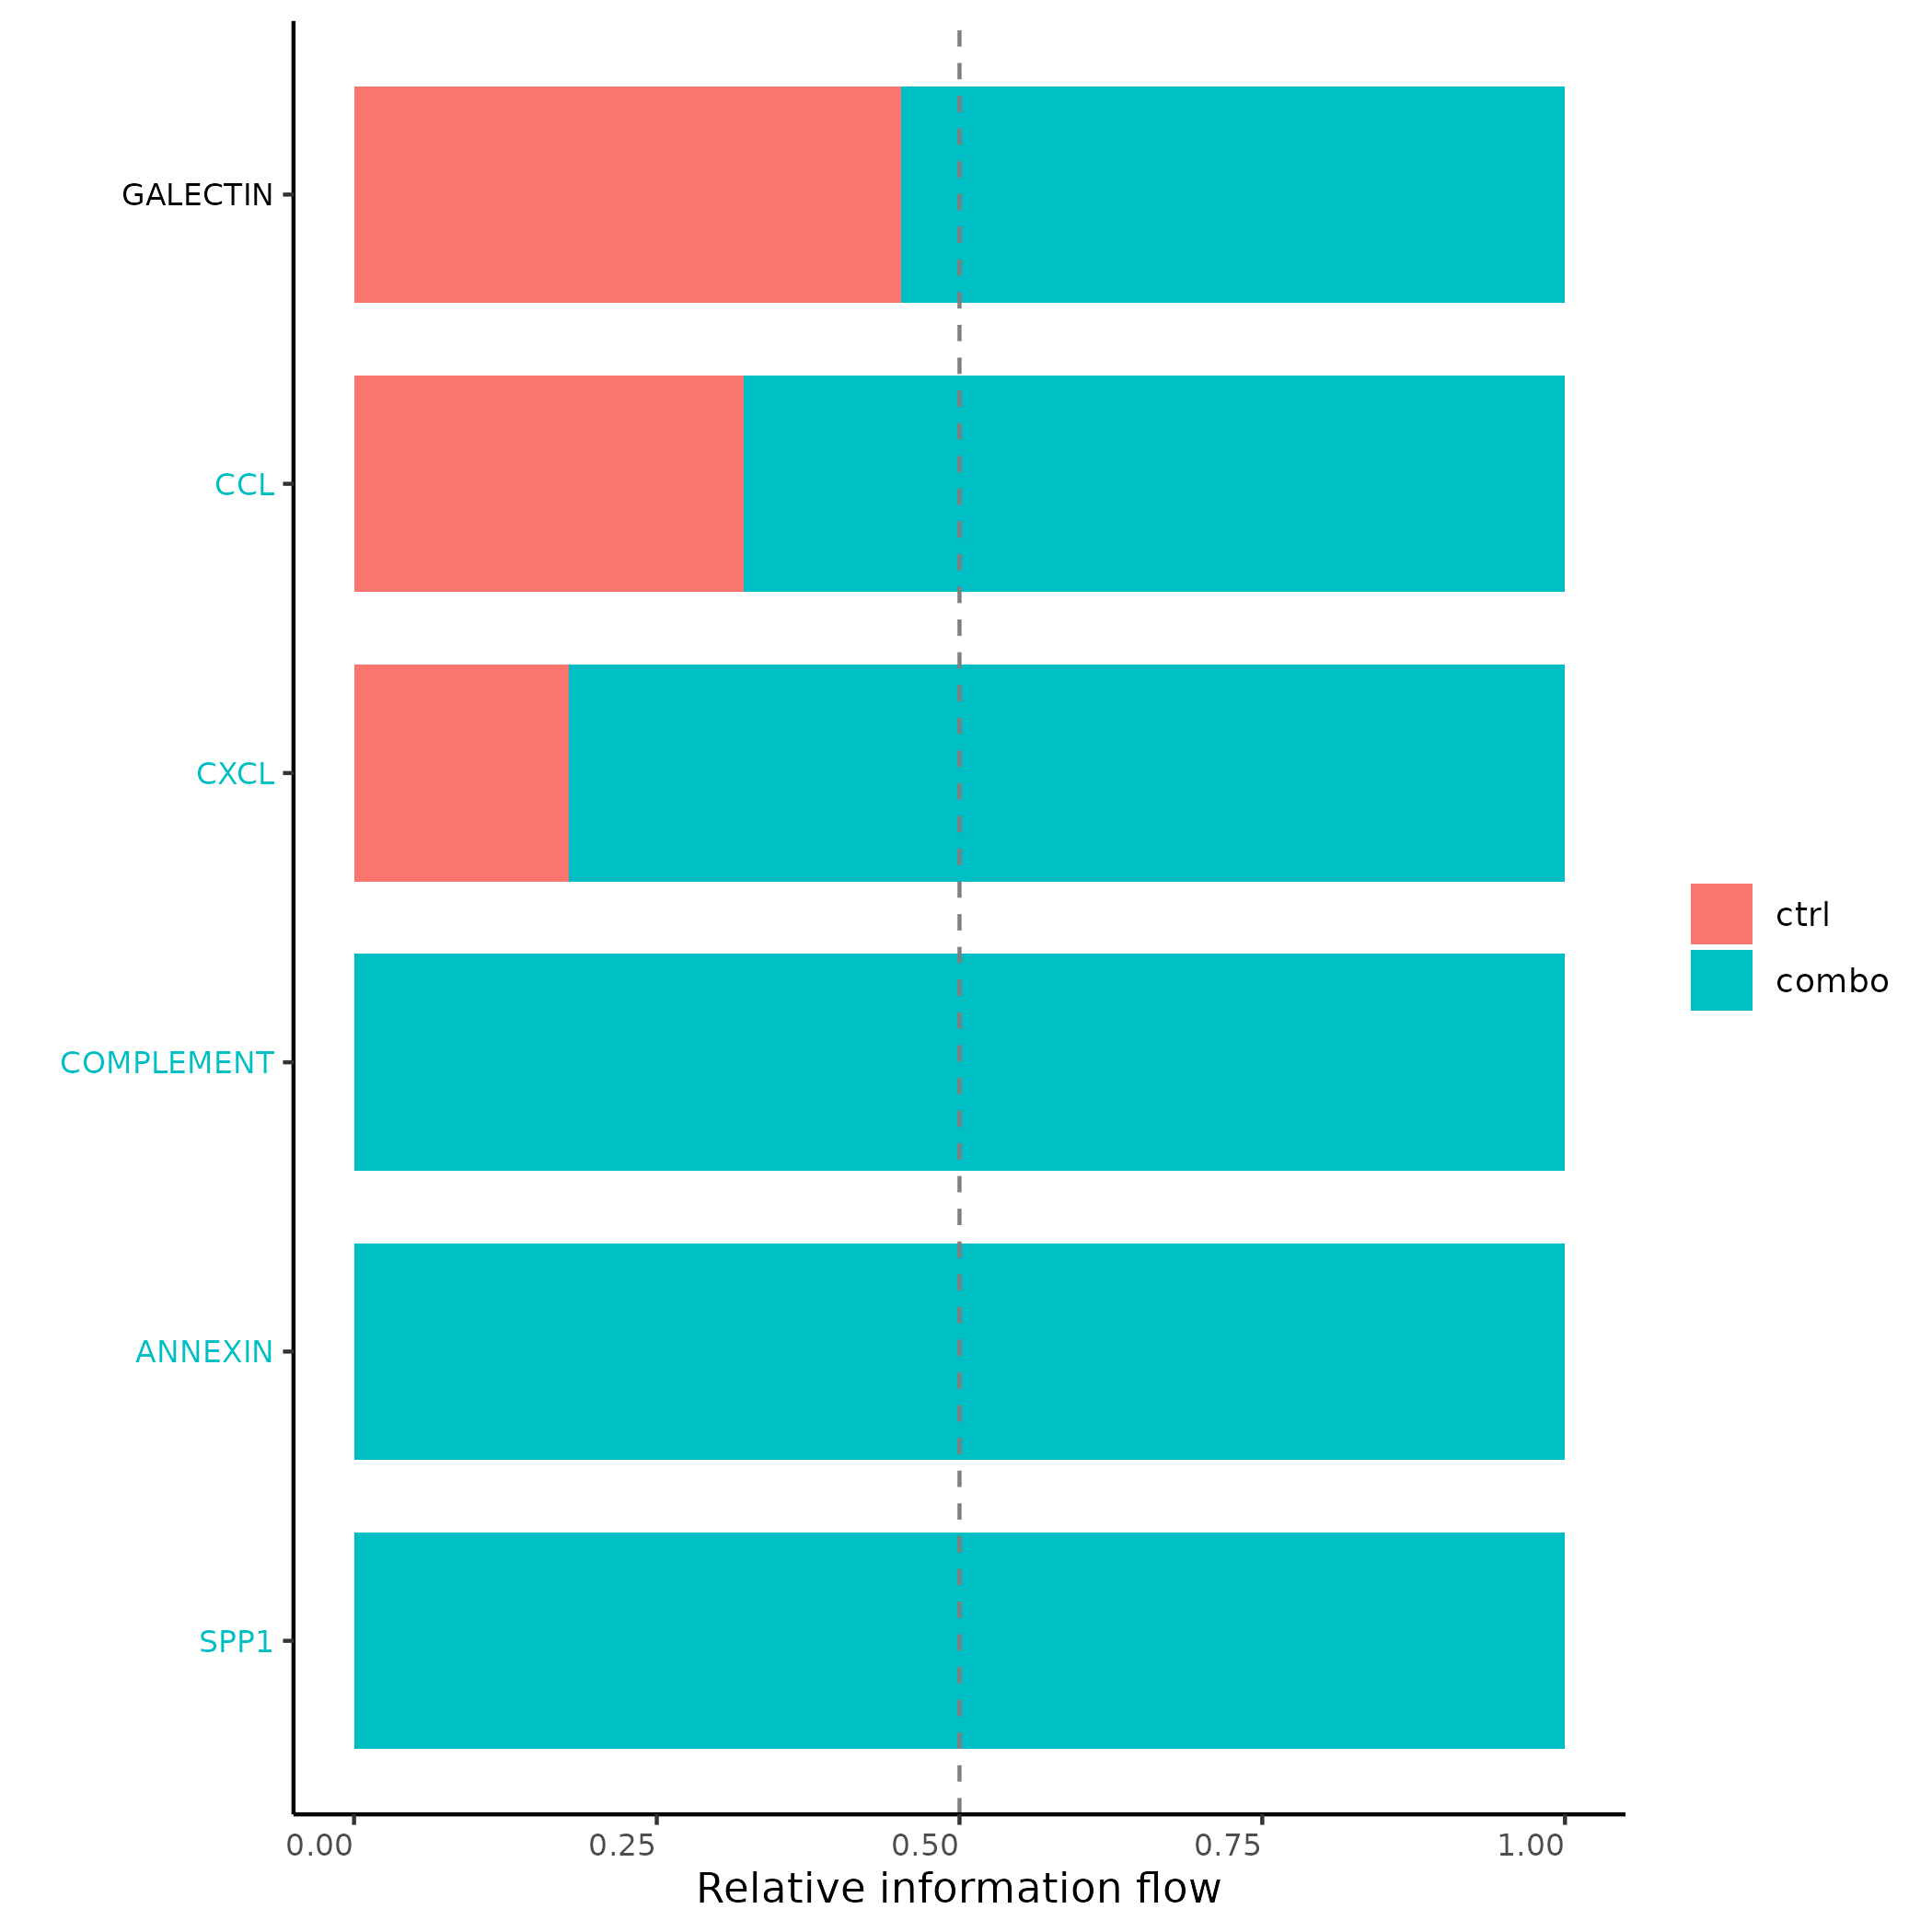 GALECTIN
CCL
CXCL
COMPLEMENT
ANNEXIN
SPP1
0.00 0.25 0.50 0.75 1.00
Relative information flow
ctrl
combo